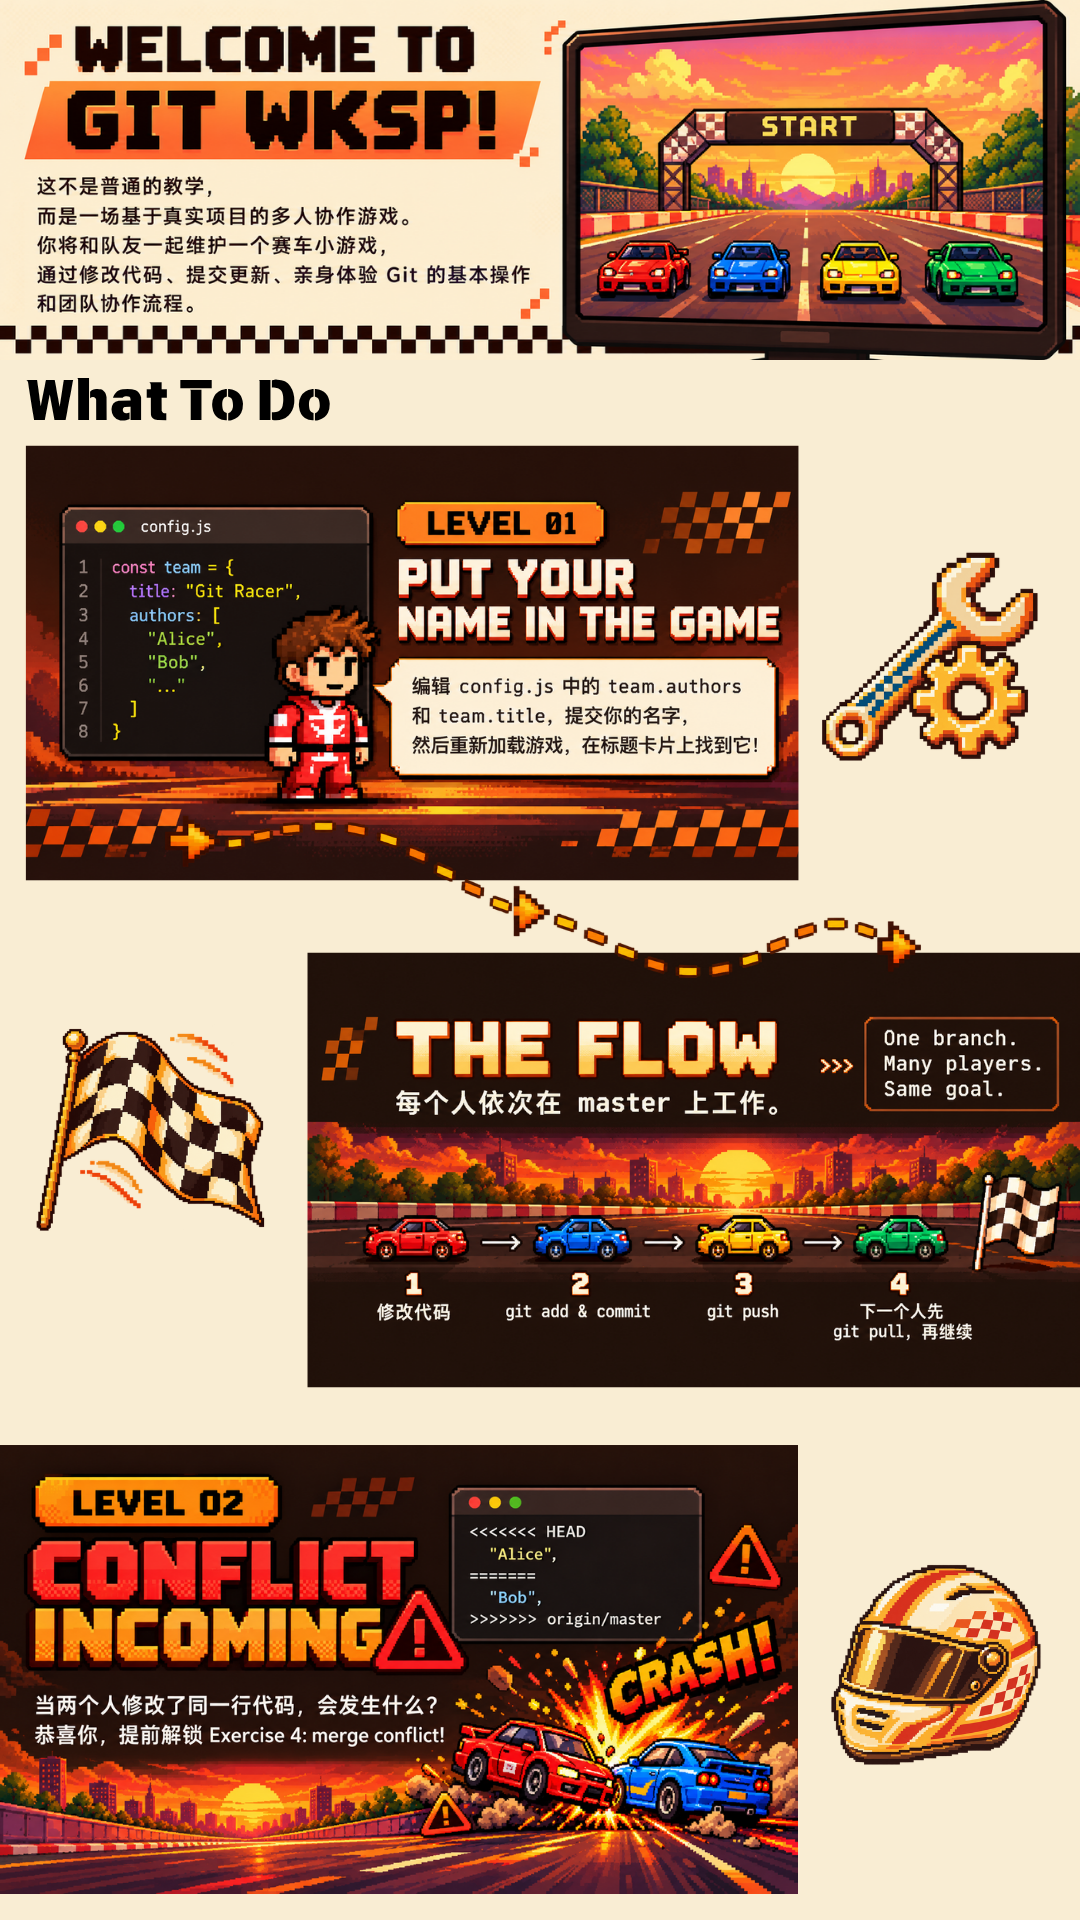 WELCOME TO
GIT WKSP!
这不是普通的教学，
而是一场基于真实项目的多人协作游戏。
你将和队友一起维护一个赛车小游戏，
通过修改代码、提交更新、亲身体验 Git 的基本操作
和团队协作流程。
START
What To Do
config.js
1 const team = {
2 title: "Git Racer",
3 authors: [
4 "Alice",
5 "Bob",
6 "..."
7 ]
8 }
LEVEL 01
PUT YOUR
NAME IN THE GAME
编辑 config.js 中的 team.authors
和 team.title，提交你的名字，
然后重新加载游戏，在标题卡片上找到它！
THE FLOW
每个人依次在 master 上工作。
>>>
One branch.
Many players.
Same goal.
1
修改代码
2
git add & commit
3
git push
4
下一个人先
git pull，再继续
LEVEL 02
CONFLICT
INCOMING
!
当两个人修改了同一行代码，会发生什么？
恭喜你，提前解锁 Exercise 4: merge conflict!
<<<<<<< HEAD
"Alice",
=======
"Bob",
>>>>>>> origin/master
!
CRASH!
!